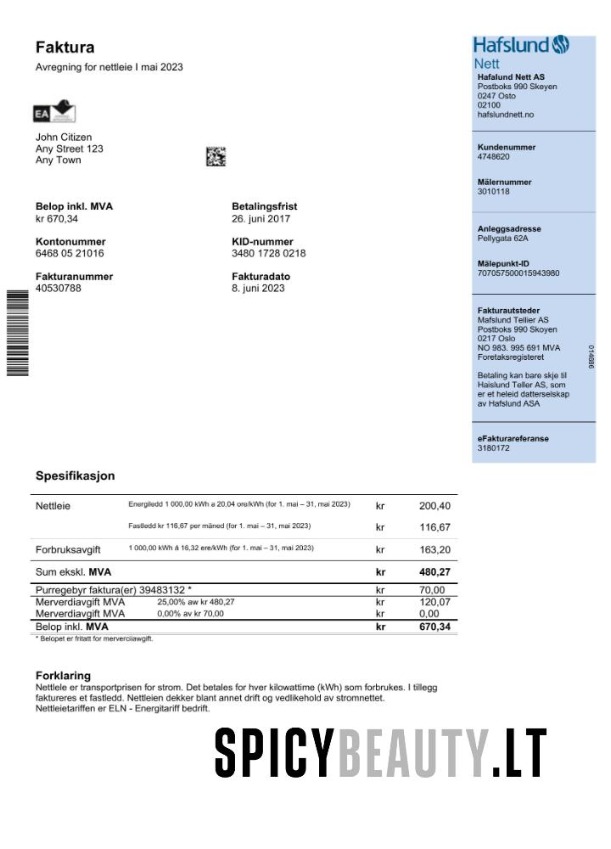 Faktura
Avregning for nettleie I mai 2023
EA
John Citizen
Any Street 123
Any Town
Belop inkl. MVA
kr 670,34
Betalingsfrist
26. juni 2017
Kontonummer
6468 05 21016
KID-nummer
3480 1728 0218
Fakturanummer
40530788
Fakturadato
8. juni 2023
Hafslund
Nett
Hafalund Nett AS
Postboks 990 Skøyen
0247 Oslo
02100
hafslundnett.no
Kundenummer
4748620
Målernummer
3010118
Anleggsadresse
Pellygata 62A
Målepunkt-ID
707057500015943980
Fakturautsteder
Mafslund Tellier AS
Postboks 990 Skoyen
0217 Oslo
NO 983. 995 691 MVA
Foretaksregisteret
Betaling kan bare skje til
Haislund Teller AS, som
er et heleid datterselskap
av Hafslund ASA
eFakturareferanse
3180172
Spesifikasjon
Nettleie Energiledd 1 000,00 kWh a 20,04 ore/kWh (for 1. mai – 31, mai 2023) kr 200,40
Fastledd kr 116,67 per måned (for 1. mai – 31, mai 2023) kr 116,67
Forbruksavgift 1 000,00 kWh å 16,32 ere/kWh (for 1. mai – 31, mai 2023) kr 163,20
Sum ekskl. MVA kr 480,27
Purregebyr faktura(er) 39483132 * kr 70,00
Merverdiavgift MVA 25,00% aw kr 480,27 kr 120,07
Merverdiavgift MVA 0,00% av kr 70,00 kr 0,00
Belop inkl. MVA kr 670,34
* Belopet er fritatt for merverdiawgift.
Forklaring
Nettlele er transportprisen for strom. Det betales for hver kilowattime (kWh) som forbrukes. I tillegg
faktureres et fastledd. Nettleien dekker blant annet drift og vedlikehold av stromnettet.
Nettleietariffen er ELN - Energitariff bedrift.
SPICYBEAUTY.LT